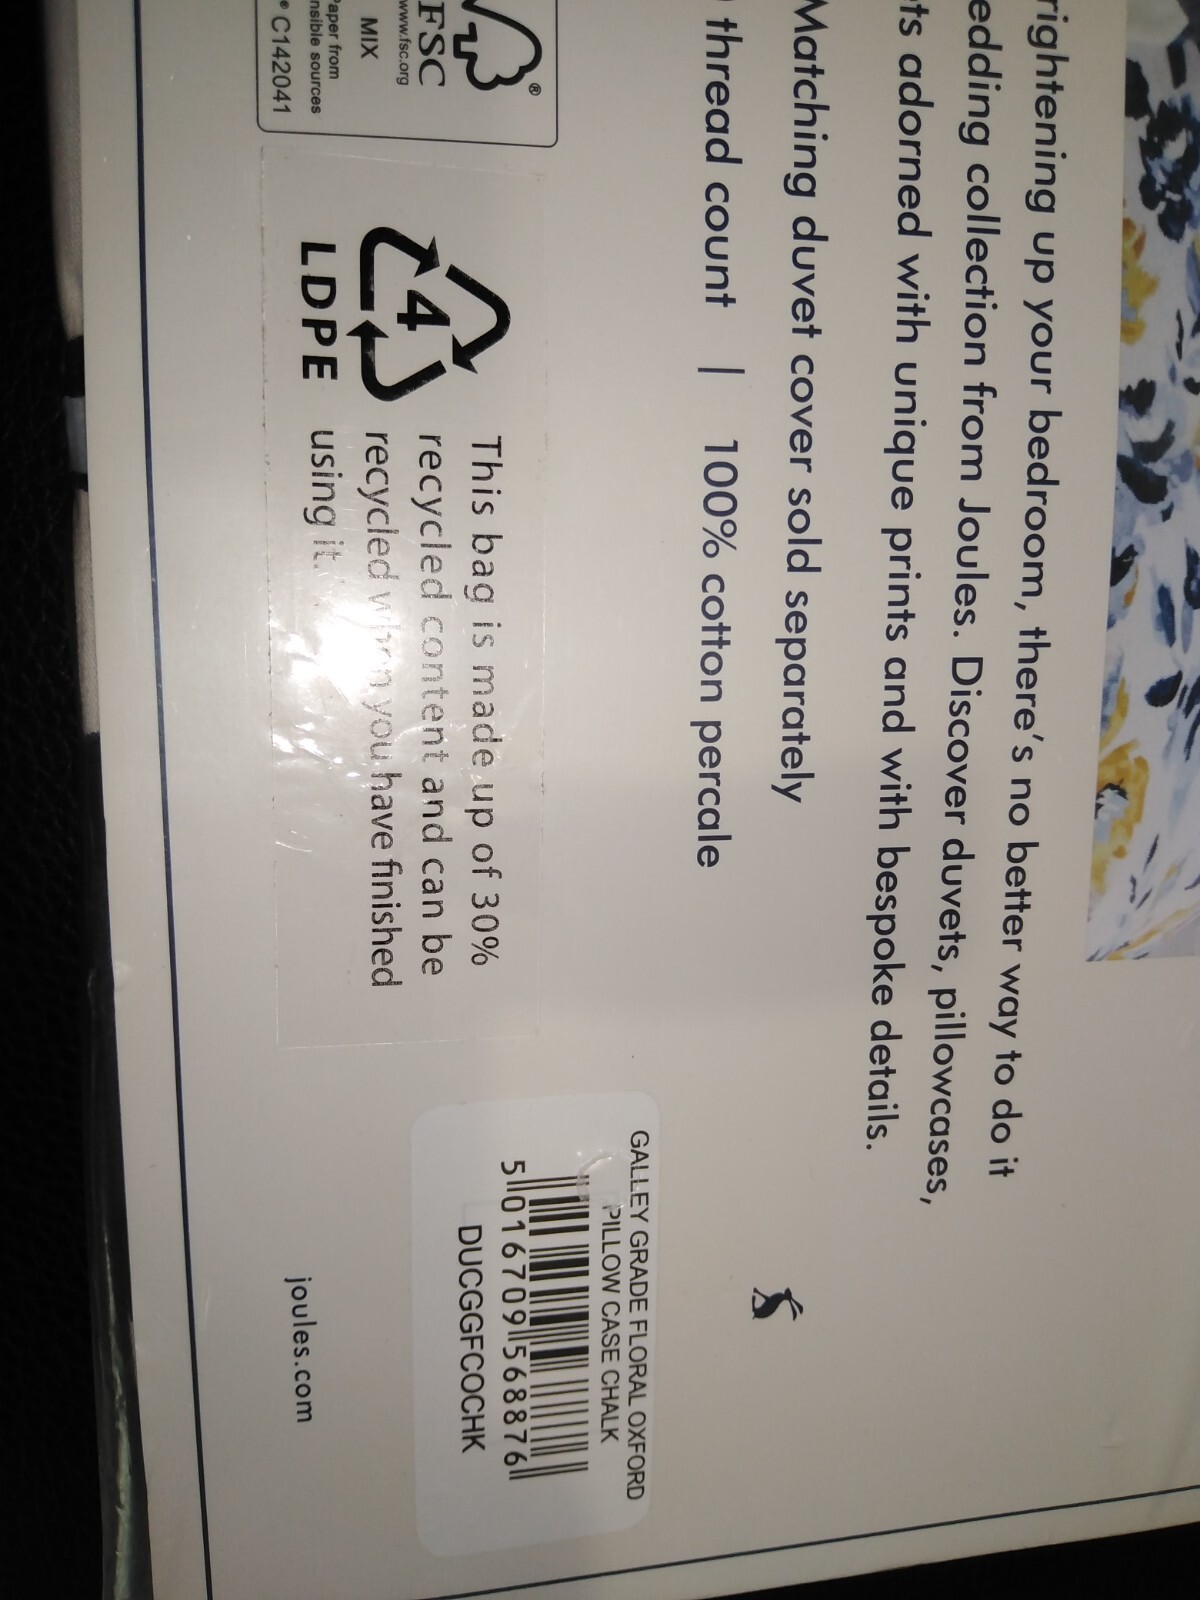 rightening up your bedroom, there's no better way to do it
edding collection from Joules. Discover duvets, pillowcases,
ts adorned with unique prints and with bespoke details.
Matching duvet cover sold separately
thread count | 100% cotton percale
®
FSC
www.fsc.org
MIX
Paper from
nsible sources
® C142041
4
LDPE
This bag is made up of 30%
recycled content and can be
recycled when you have finished
using it.
GALLEY GRADE FLORAL OXFORD
PILLOW CASE CHALK
5 016709 568876
DUCGGFCOCHK
joules.com